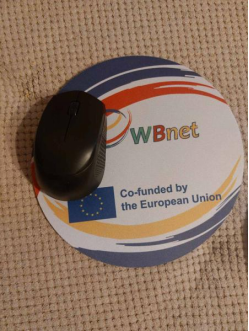 WBnet
Co-funded by
the European Union